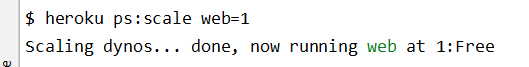 $ heroku ps:scale web=1
Scaling dynos... done, now running web at 1:Free
e